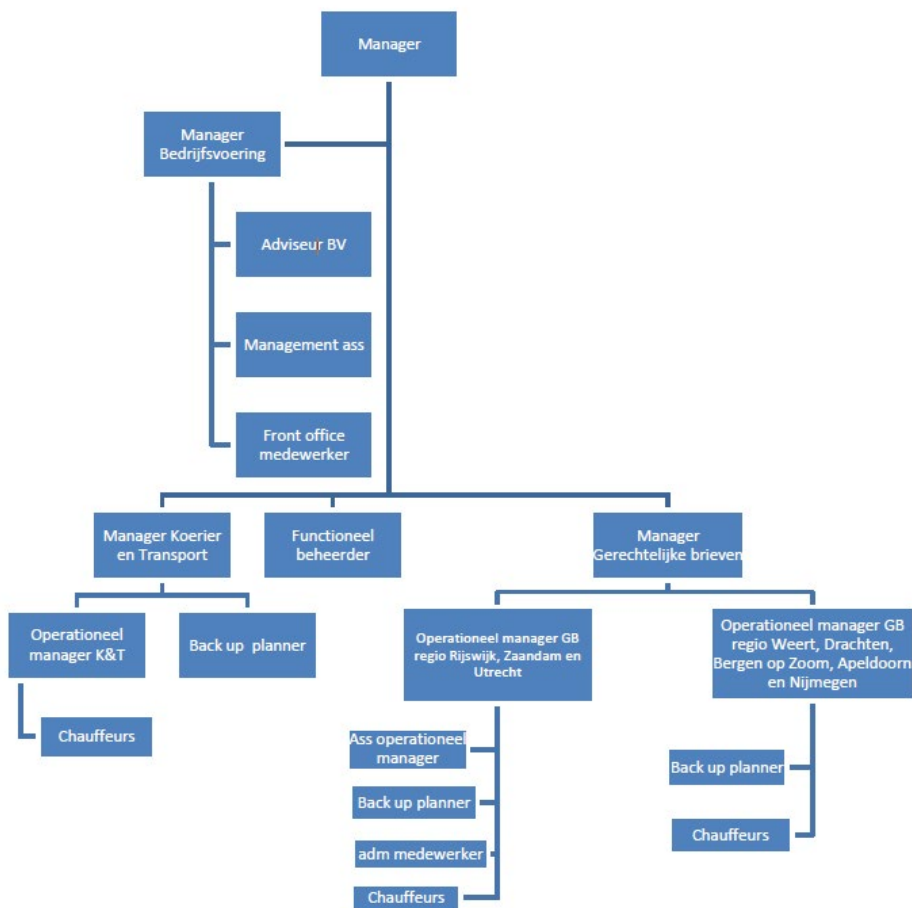 Manager
Manager
Bedrijfsvoering
Adviseur BV
Management ass
Front office
medewerker
Manager Koerier
en Transport
Functioneel
beheerder
Manager
Gerechtelijke brieven
Operationeel
manager K&T
Back up planner
Operationeel manager GB
regio Rijswijk, Zaandam en
Utrecht
Operationeel manager GB
regio Weert, Drachten,
Bergen op Zoom, Apeldoorn
en Nijmegen
Chauffeurs
Ass operationeel
manager
Back up planner
adm medewerker
Chauffeurs
Back up planner
Chauffeurs